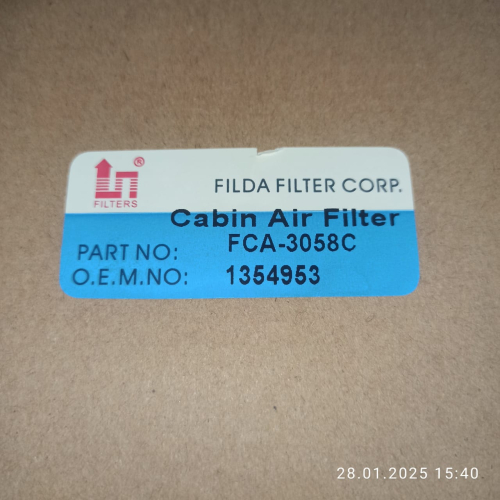 ®
FILTERS
FILDA FILTER CORP.
Cabin Air Filter
PART NO: FCA-3058C
O.E.M.NO: 1354953
28.01.2025 15:40